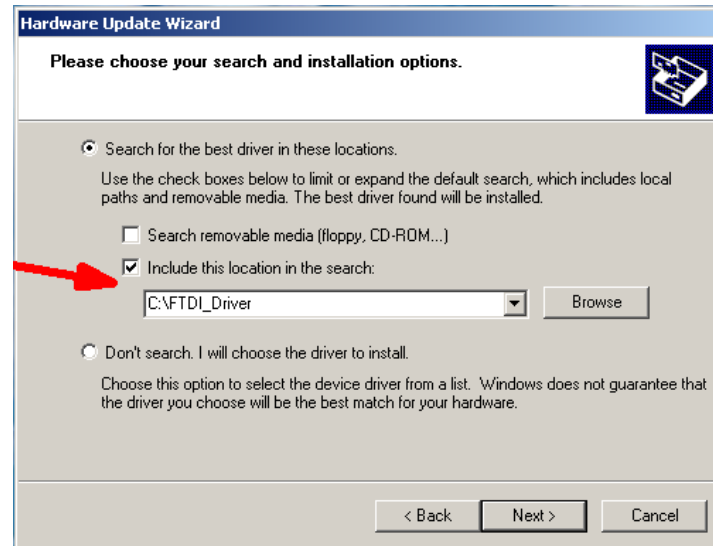 Hardware Update Wizard
Please choose your search and installation options.
Search for the best driver in these locations.
Use the check boxes below to limit or expand the default search, which includes local
paths and removable media. The best driver found will be installed.
Search removable media (floppy, CD-ROM...)
Include this location in the search:
C:\FTDI_Driver
Browse
Don't search. I will choose the driver to install.
Choose this option to select the device driver from a list. Windows does not guarantee that
the driver you choose will be the best match for your hardware.
< Back
Next >
Cancel